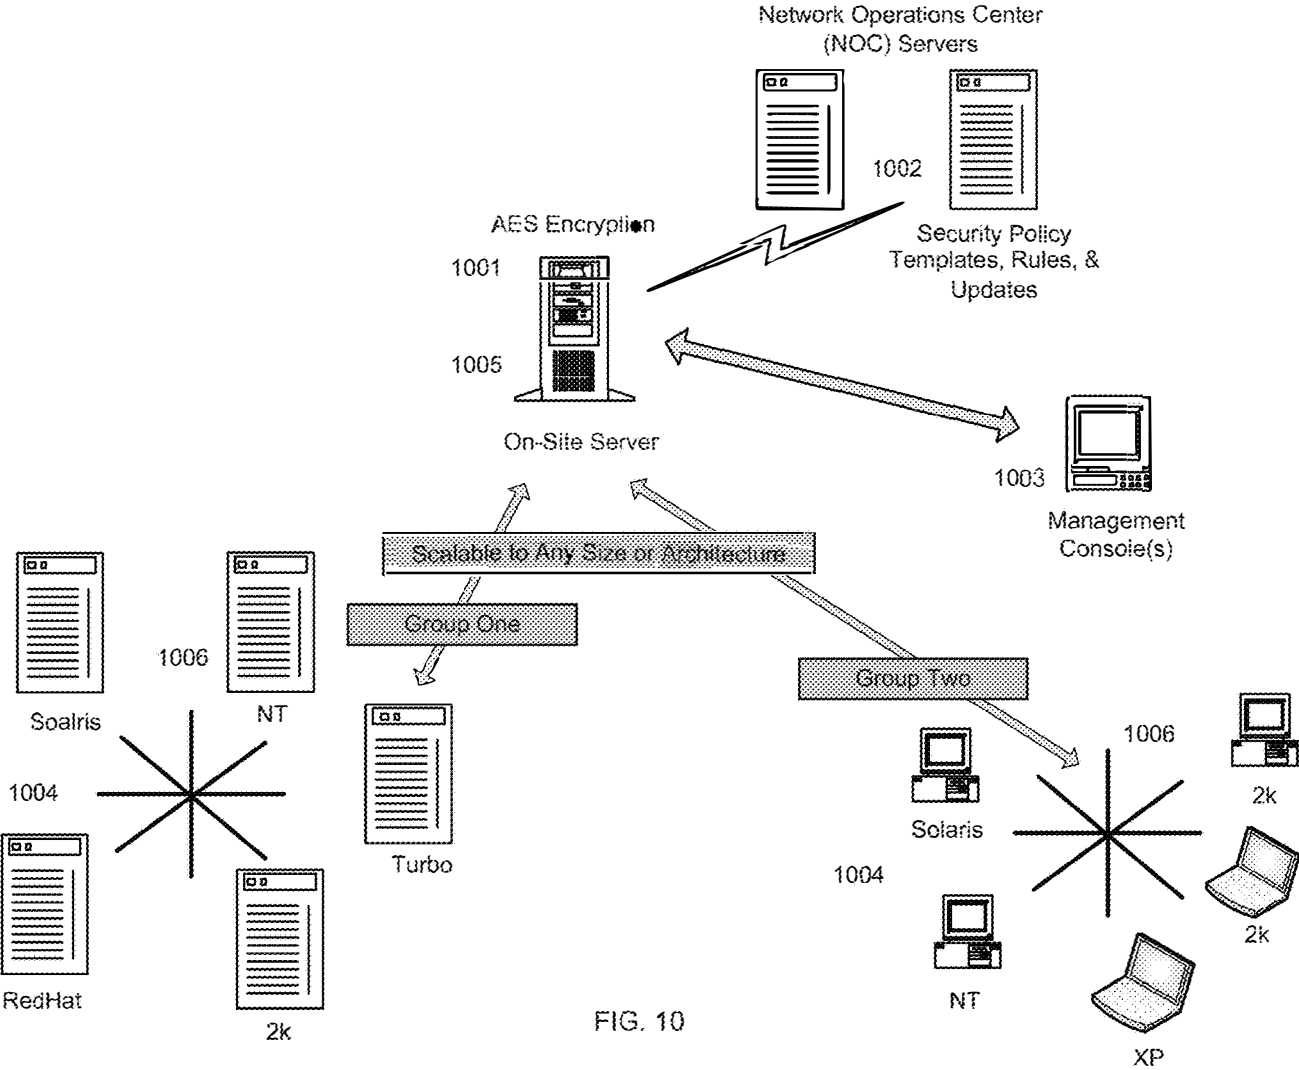 Network Operations Center
(NOC) Servers
1002
AES Encryption
Security Policy
Templates, Rules, &
Updates
1001
1005
On-Site Server
1003
Management
Console(s)
Scalable to Any Size or Architecture
Group One
1006
Group Two
Soalris
NT
1006
1004
2k
Solaris
Turbo
1004
2k
RedHat
NT
2k
FIG. 10
XP